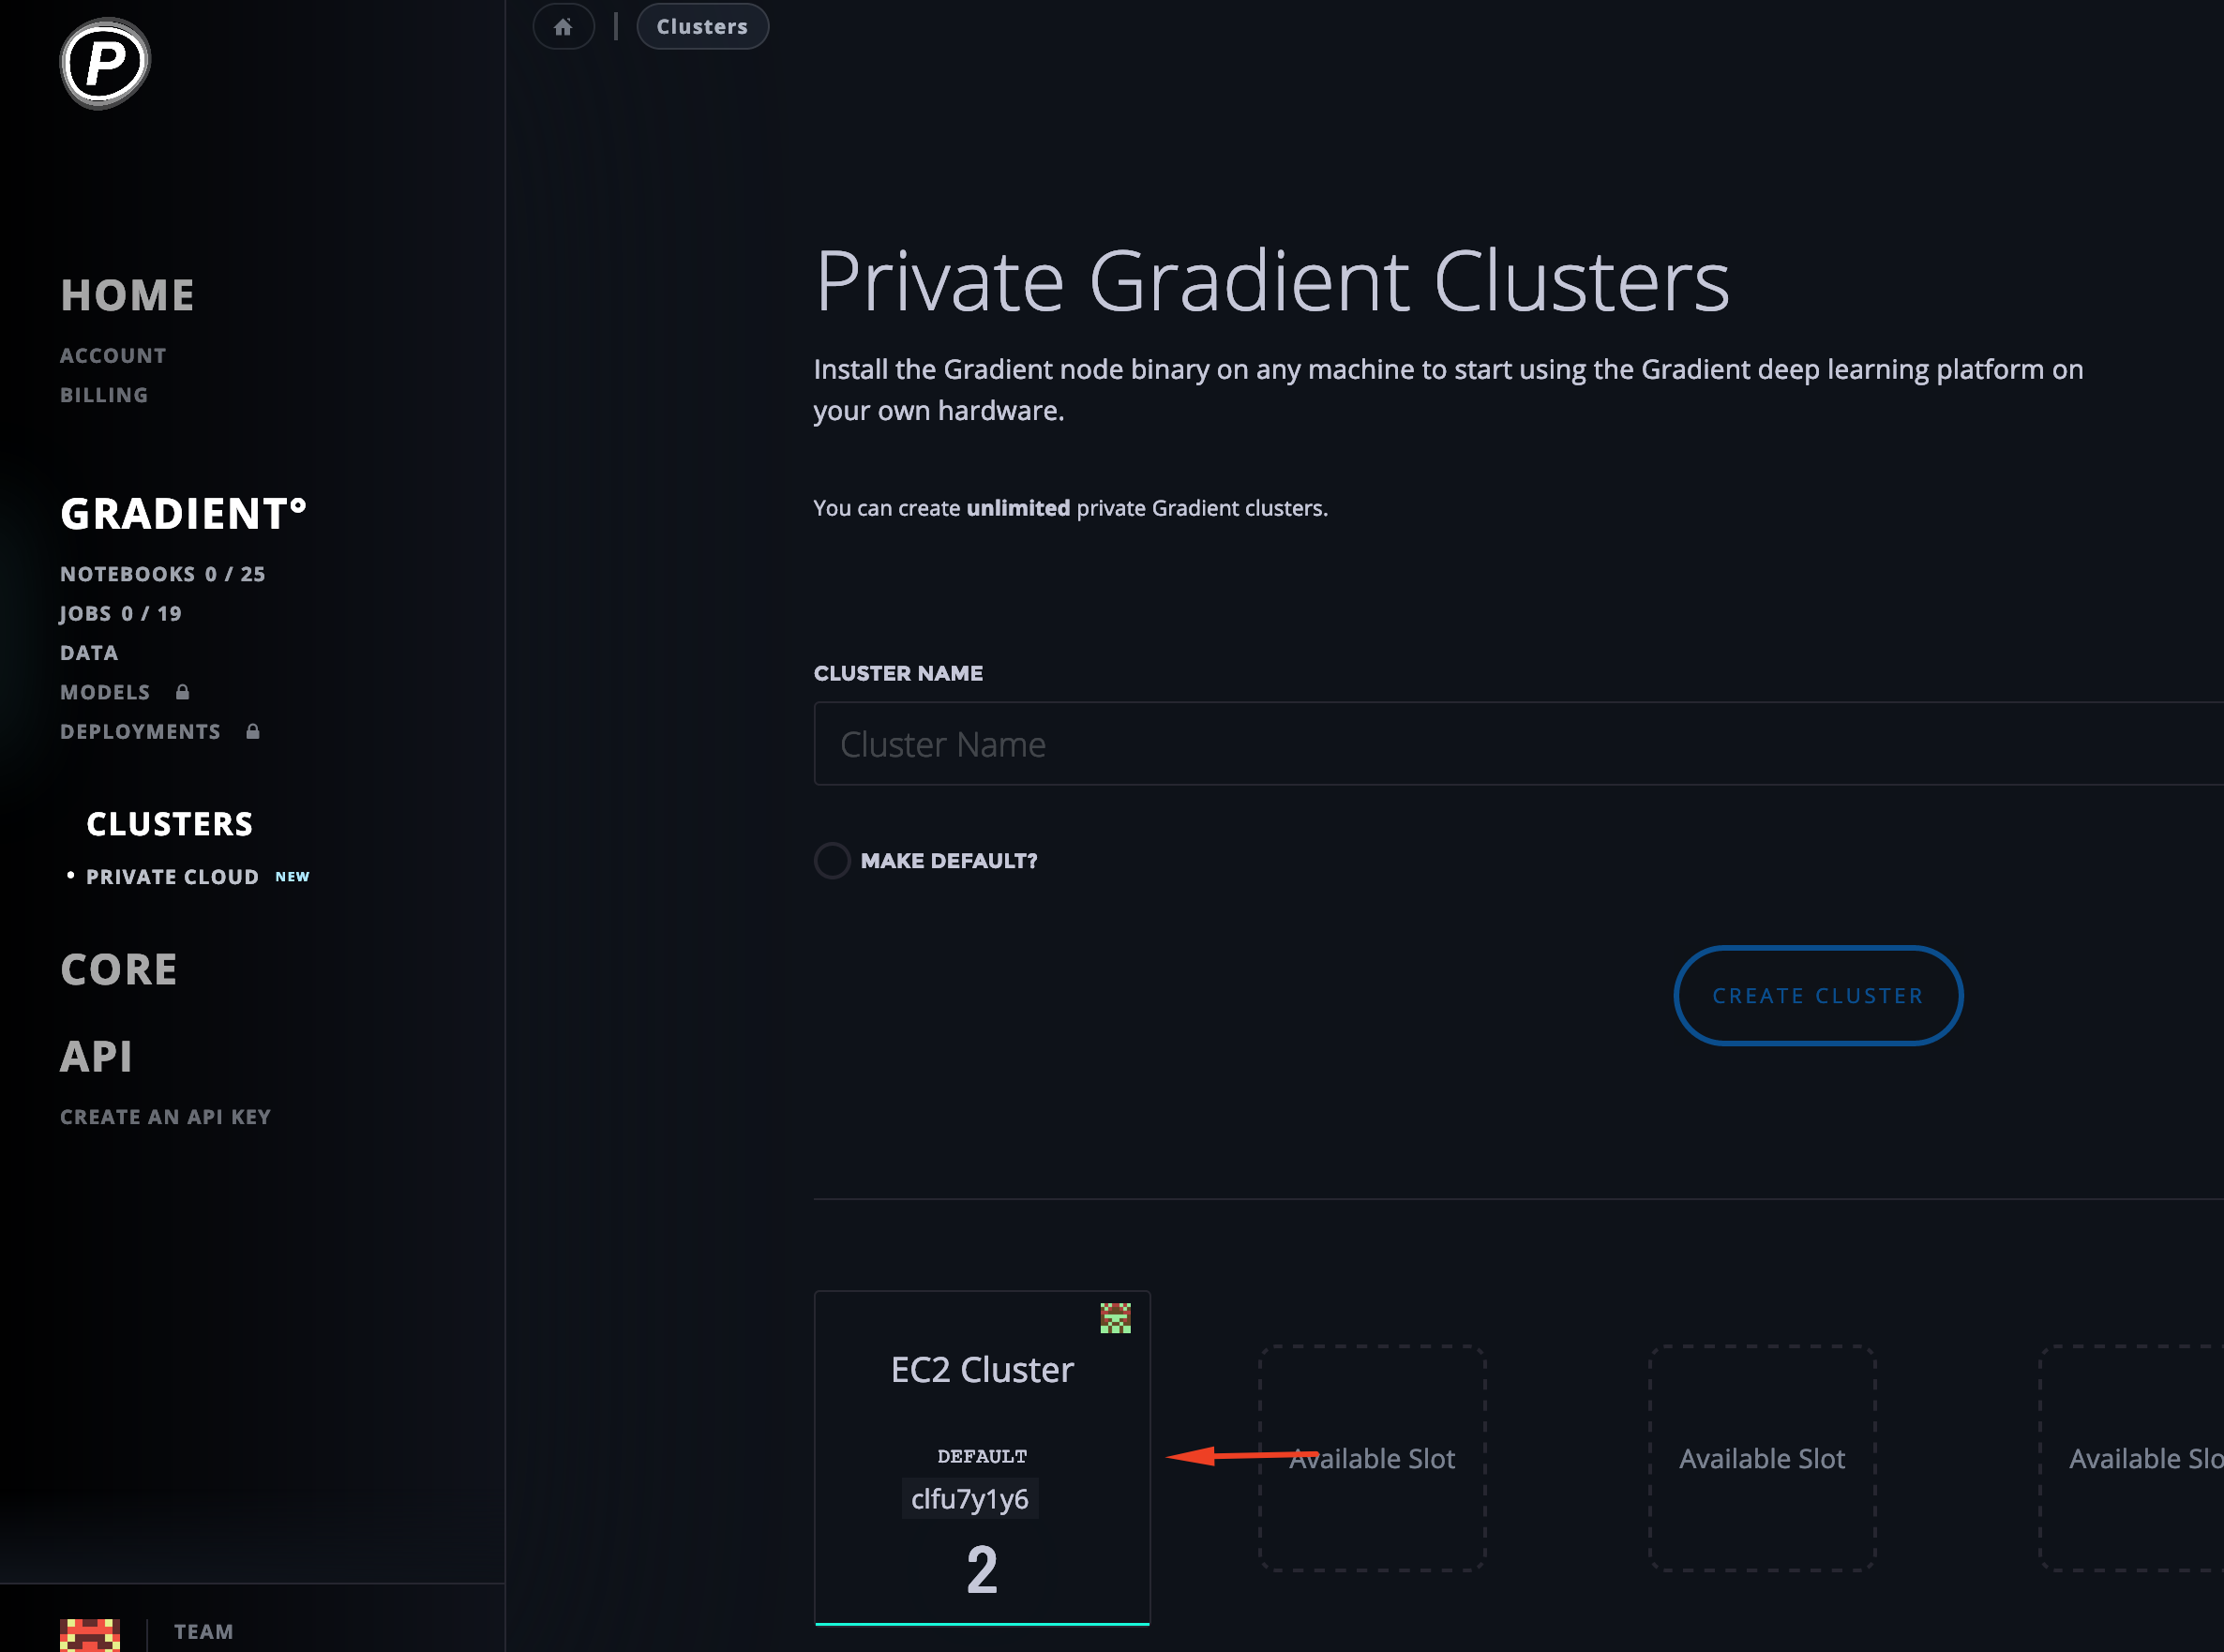 P
Clusters
HOME
ACCOUNT
BILLING
GRADIENT°
NOTEBOOKS 0 / 25
JOBS 0 / 19
DATA
MODELS
DEPLOYMENTS
CLUSTERS
• PRIVATE CLOUD NEW
CORE
API
CREATE AN API KEY
TEAM
Private Gradient Clusters
Install the Gradient node binary on any machine to start using the Gradient deep learning platform on
your own hardware.
You can create unlimited private Gradient clusters.
CLUSTER NAME
Cluster Name
MAKE DEFAULT?
CREATE CLUSTER
EC2 Cluster
DEFAULT
clfu7y1y6
2
Available Slot
Available Slot
Available Slo